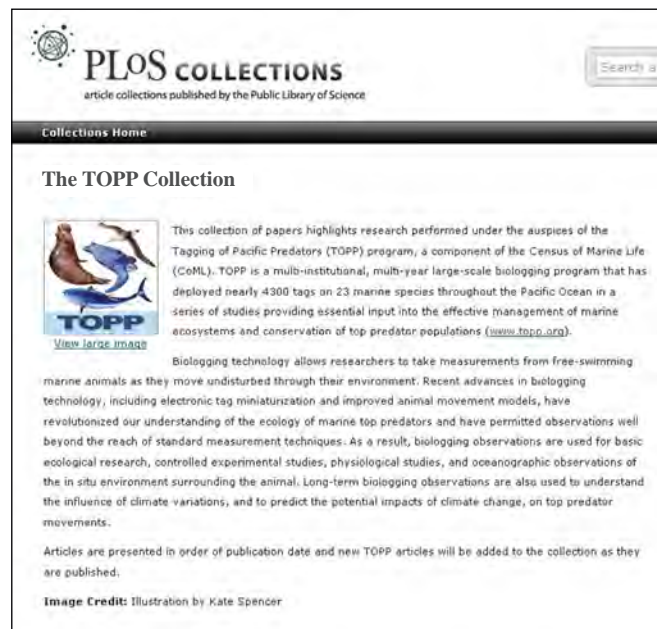 PLoS COLLECTIONS
article collections published by the Public Library of Science
Search a
Collections Home
The TOPP Collection
This collection of papers highlights research performed under the auspices of the
Tagging of Pacific Predators (TOPP) program, a component of the Census of Marine Life
(CoML). TOPP is a multi-institutional, multi-year large-scale biologging program that has
deployed nearly 4300 tags on 23 marine species throughout the Pacific Ocean in a
series of studies providing essential input into the effective management of marine
ecosystems and conservation of top predator populations (www.topp.org).
TOPP
View large image
Biologging technology allows researchers to take measurements from free-swimming
marine animals as they move undisturbed through their environment. Recent advances in biologging
technology, including electronic tag miniaturization and improved animal movement models, have
revolutionized our understanding of the ecology of marine top predators and have permitted observations well
beyond the reach of standard measurement techniques. As a result, biologging observations are used for basic
ecological research, controlled experimental studies, physiological studies, and oceanographic observations of
the in situ environment surrounding the animal. Long-term biologging observations are also used to understand
the influence of climate variations, and to predict the potential impacts of climate change, on top predator
movements.
Articles are presented in order of publication date and new TOPP articles will be added to the collection as they
are published.
Image Credit: Illustration by Kate Spencer